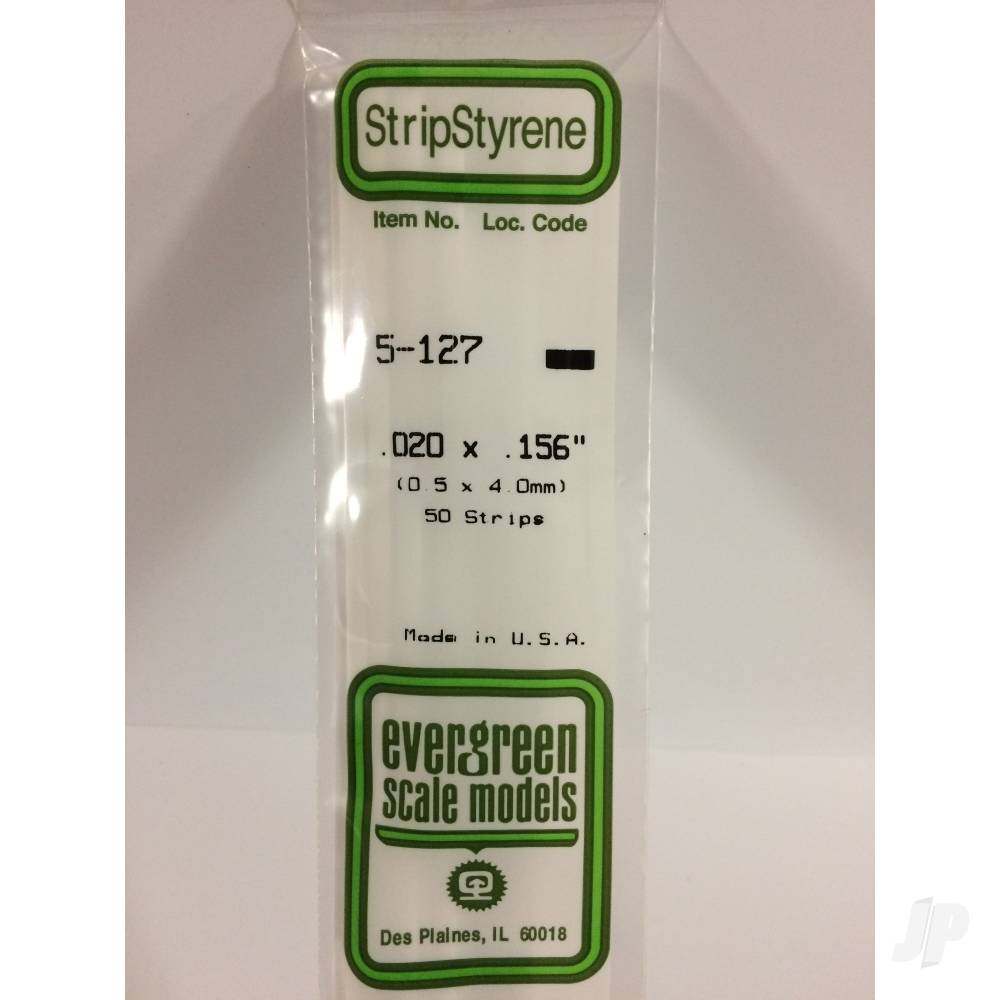 StripStyrene
Item No. Loc. Code
5-127
.020 x .156"
(0.5 x 4.0mm)
50 Strips
Made in U.S.A.
evergreen
scale models
Des Plaines, IL 60018
JP